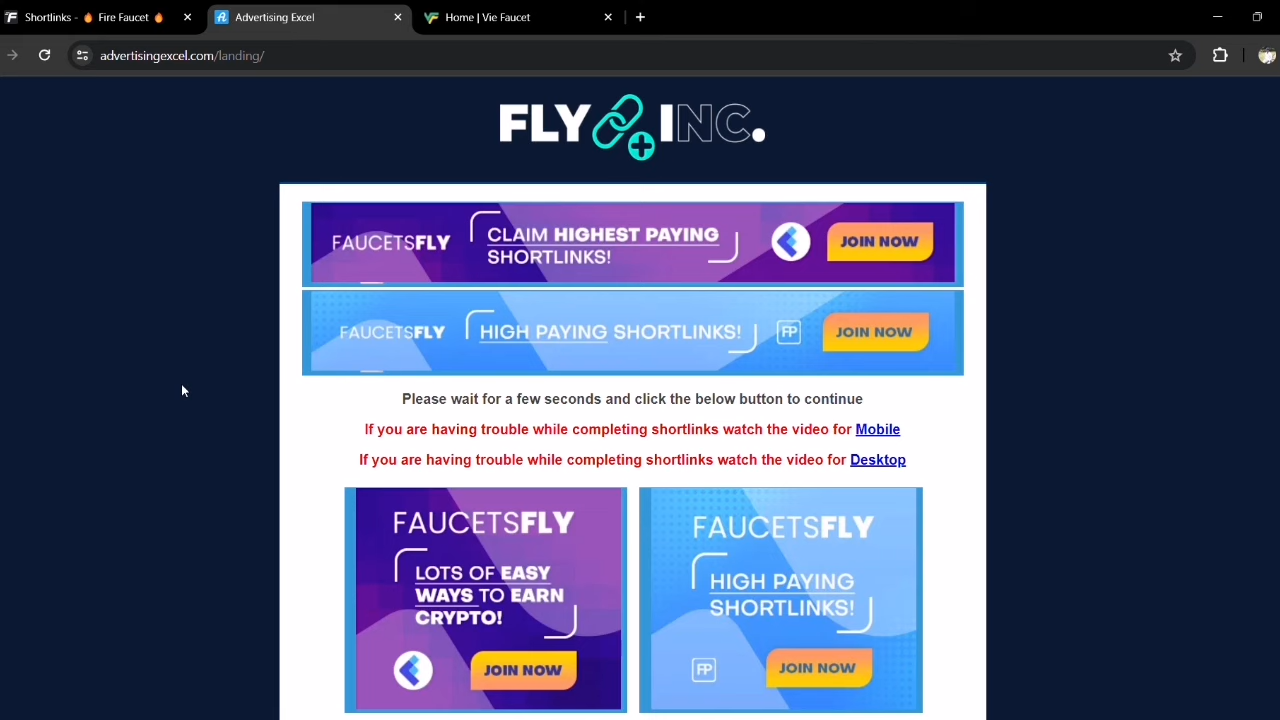 Shortlinks - 🔥 Fire Faucet 🔥
Advertising Excel
Home | Vie Faucet
advertisingexcel.com/landing/
FLY INC.
FAUCETSFLY
CLAIM HIGHEST PAYING
SHORTLINKS!
JOIN NOW
FAUCETSFLY
HIGH PAYING SHORTLINKS!
FP
JOIN NOW
Please wait for a few seconds and click the below button to continue
If you are having trouble while completing shortlinks watch the video for Mobile
If you are having trouble while completing shortlinks watch the video for Desktop
FAUCETSFLY
LOTS OF EASY
WAYS TO EARN
CRYPTO!
JOIN NOW
FAUCETSFLY
HIGH PAYING
SHORTLINKS!
FP
JOIN NOW